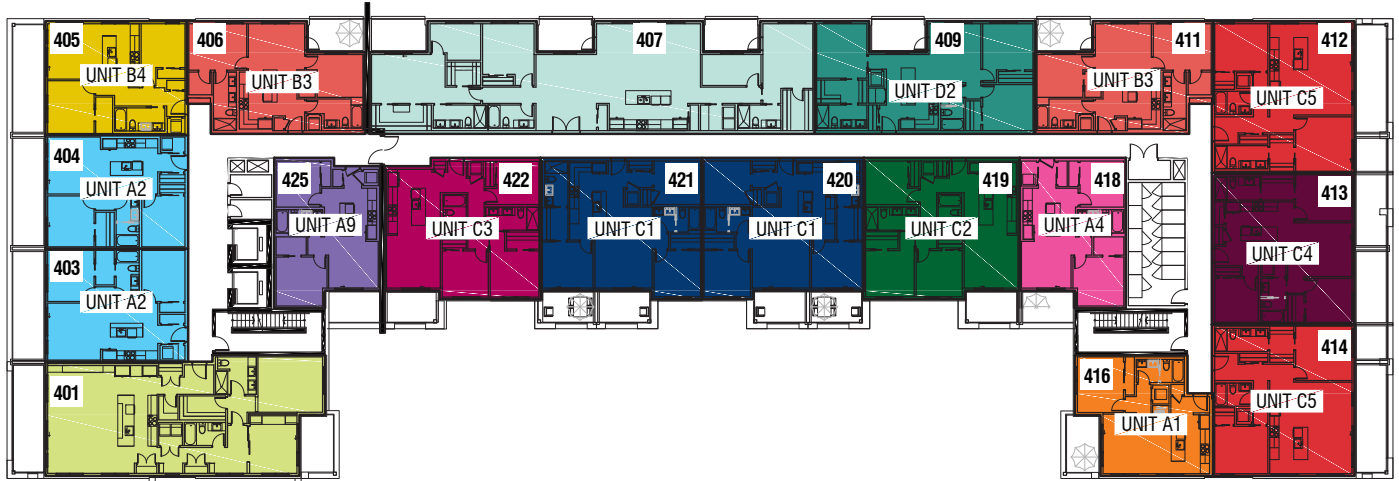 405
UNIT B4
406
UNIT B3
407
409
UNIT D2
411
UNIT B3
412
UNIT C5
404
UNIT A2
403
UNIT A2
401
425
UNIT A9
422
UNIT C3
421
UNIT C1
420
UNIT C1
419
UNIT C2
418
UNIT A4
413
UNIT C4
414
UNIT C5
416
UNIT A1